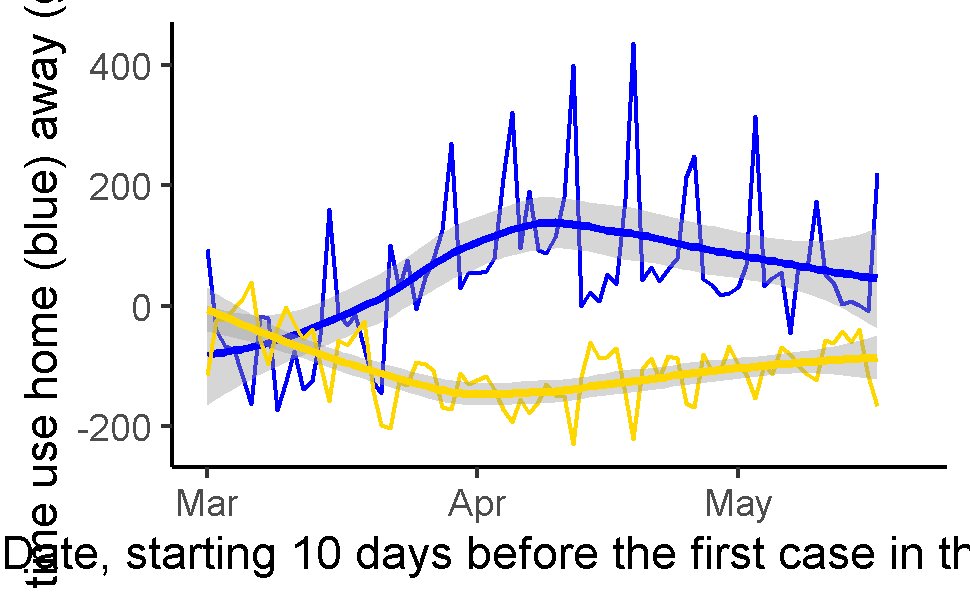 time use home (blue) away (
400
200
0
-200
Mar Apr May
Date, starting 10 days before the first case in th